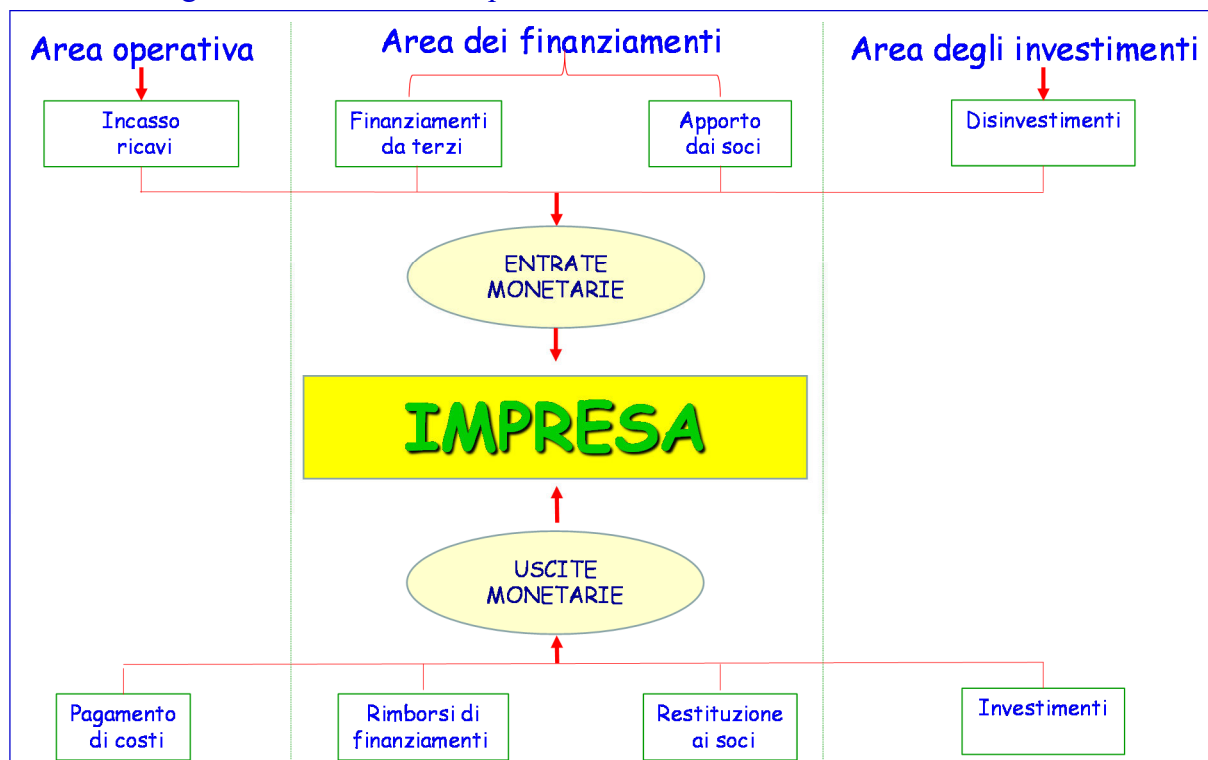 Area operativa
Area dei finanziamenti
Area degli investimenti
Incasso
ricavi
Finanziamenti
da terzi
Apporto
dai soci
Disinvestimenti
ENTRATE
MONETARIE
IMPRESA
USCITE
MONETARIE
Pagamento
di costi
Rimborsi di
finanziamenti
Restituzione
ai soci
Investimenti